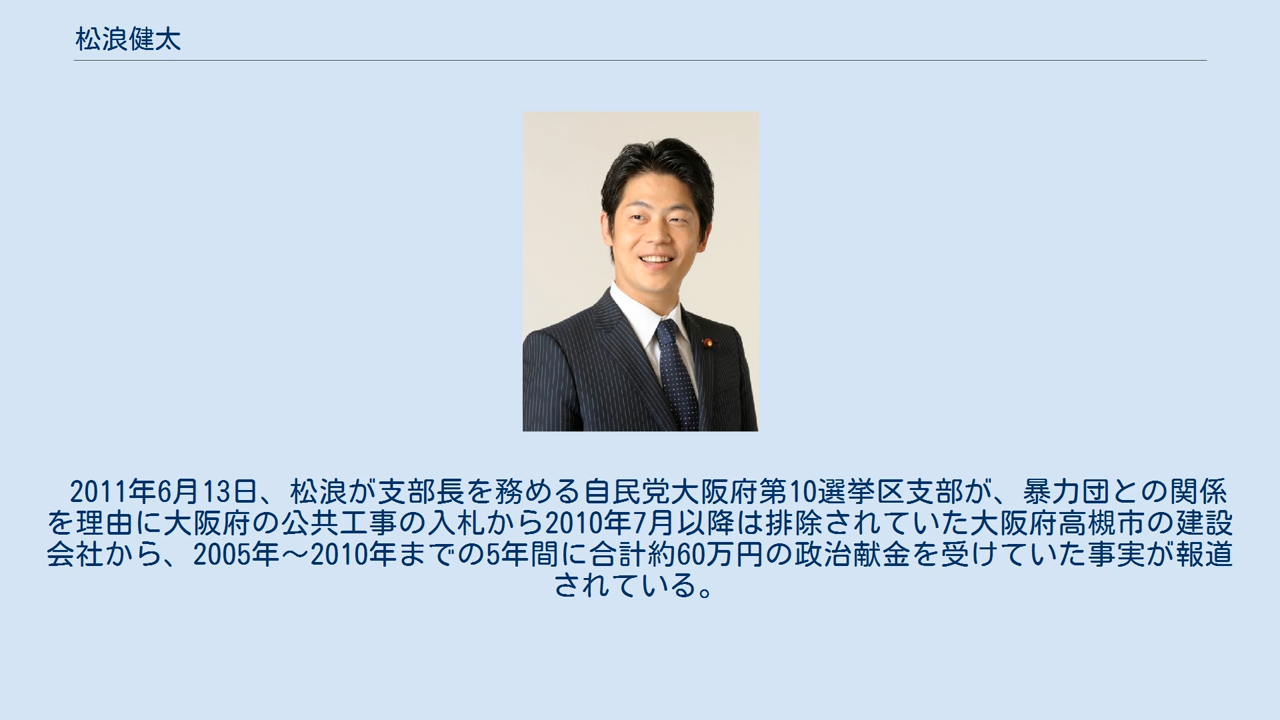 松浪健太
2011年6月13日、松浪が支部長を務める自民党大阪府第10選挙区支部が、暴力団との関係
を理由に大阪府の公共工事の入札から2010年7月以降は排除されていた大阪府高槻市の建設
会社から、2005年～2010年までの5年間に合計約60万円の政治献金を受けていた事実が報道
されている。